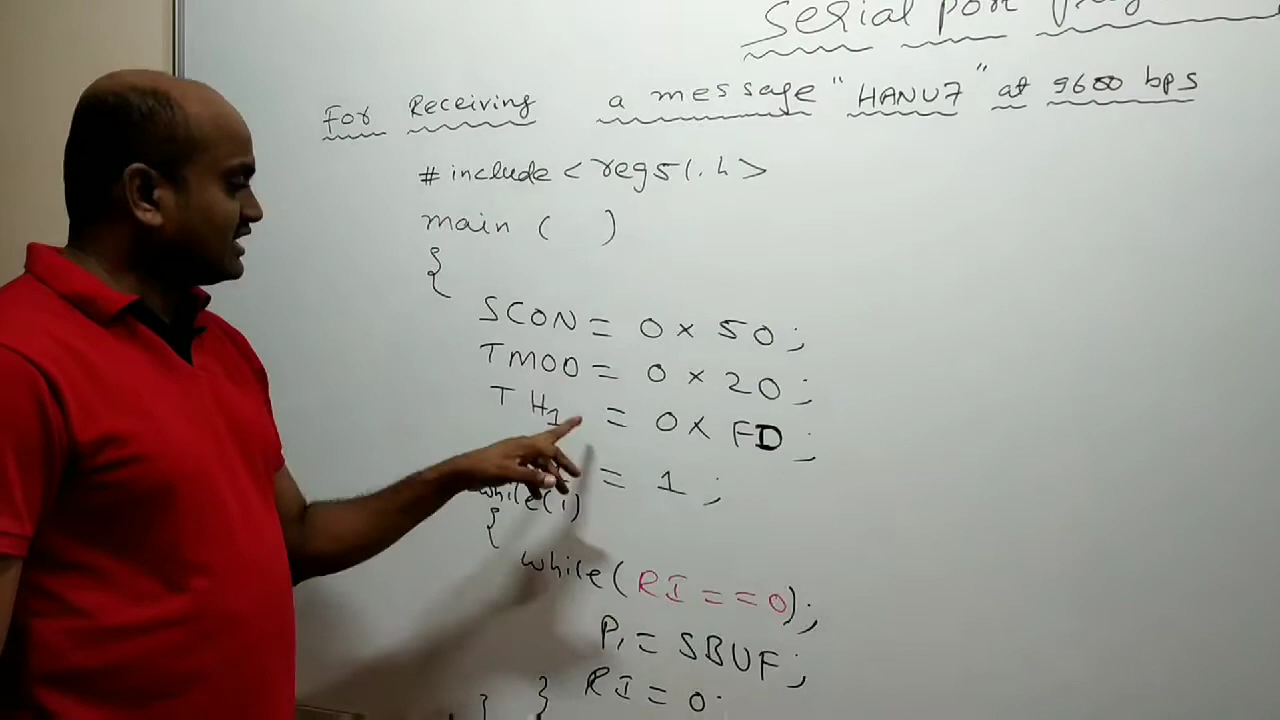 Serial Port
For Receiving a message "HANU7" at 9600 bps
# include <reg51.h>
main ( )
{
SCON = 0x50;
TMOD = 0x20;
TH1 = 0xFD;
= 1;
while(1)
{
while(RI==0);
P1 = SBUF;
RI = 0;
} }